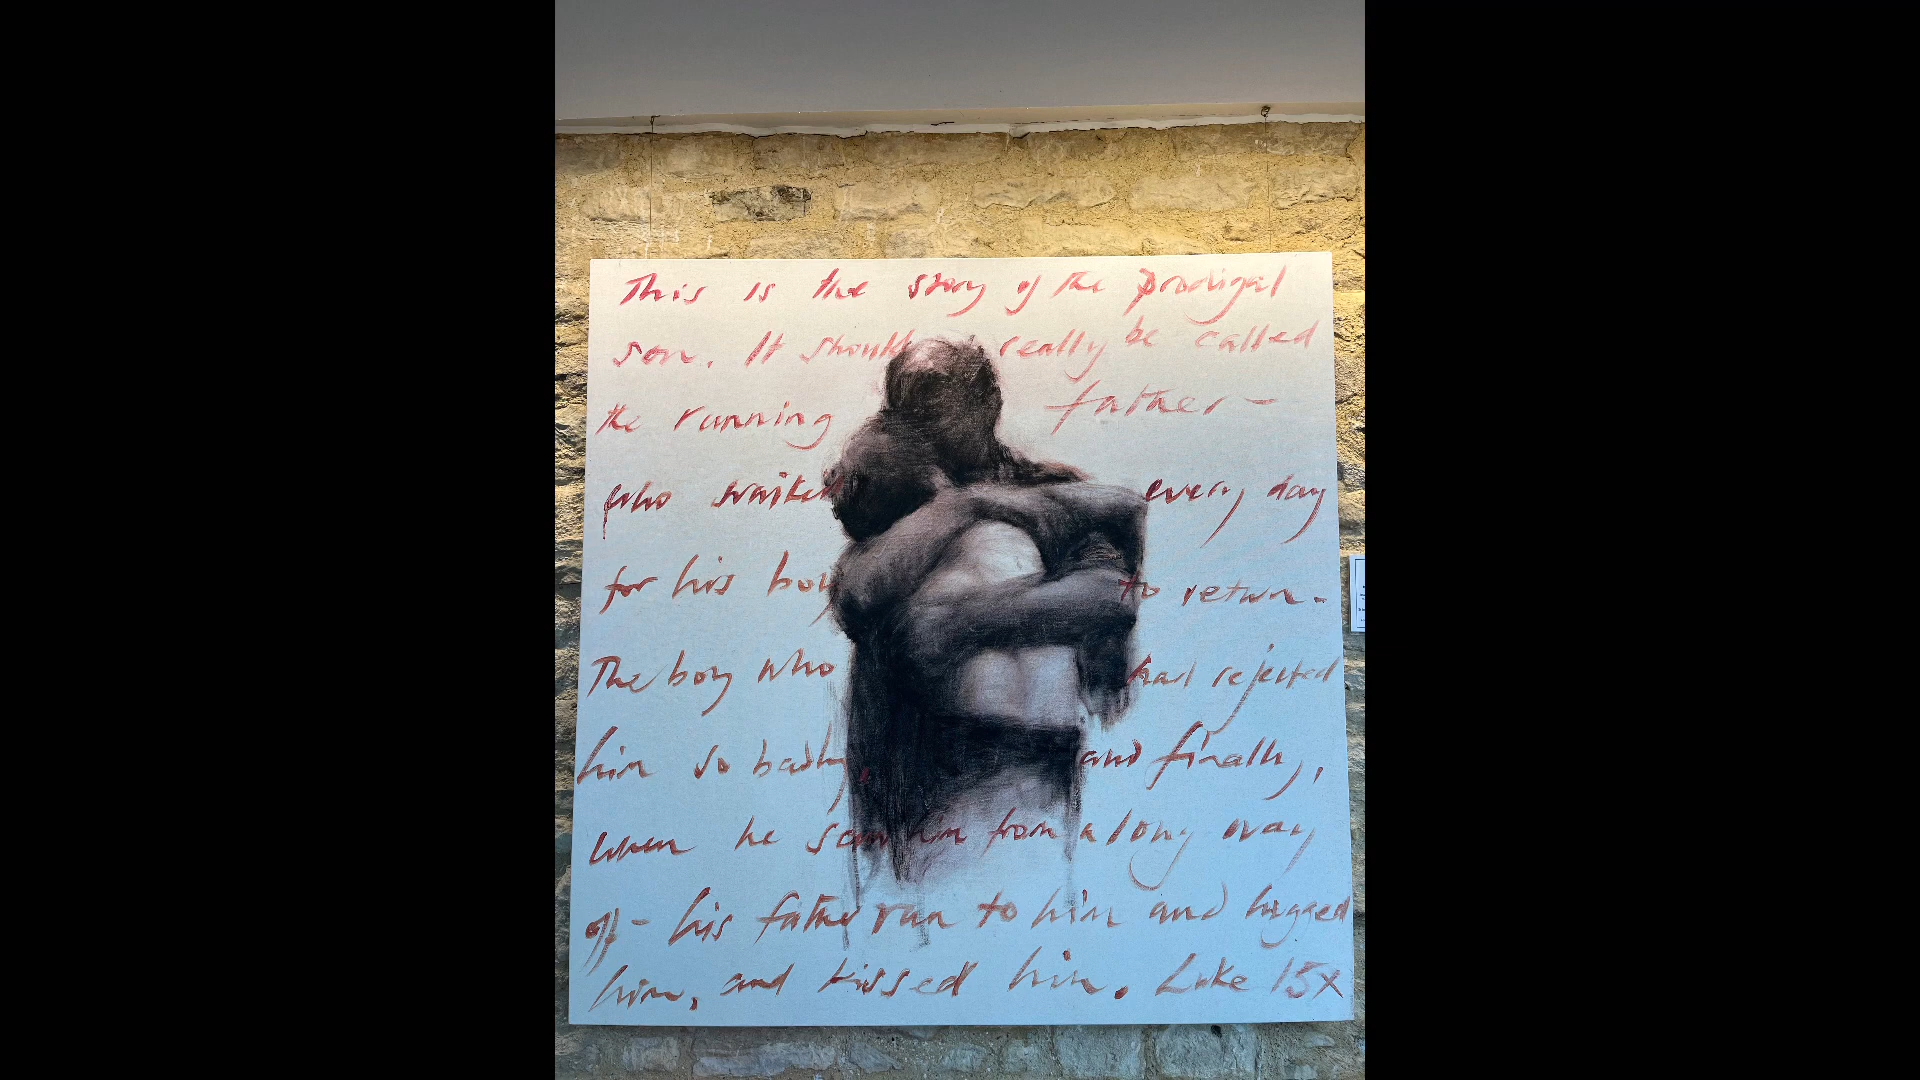 This is the story of the prodigal
son. It should really be called
the running father -
who waited every day
for his boy to return -
The boy who had rejected
him so badly, and finally,
when he saw him from a long way
off - his father ran to him and hugged
him, and kissed him. Luke 15x